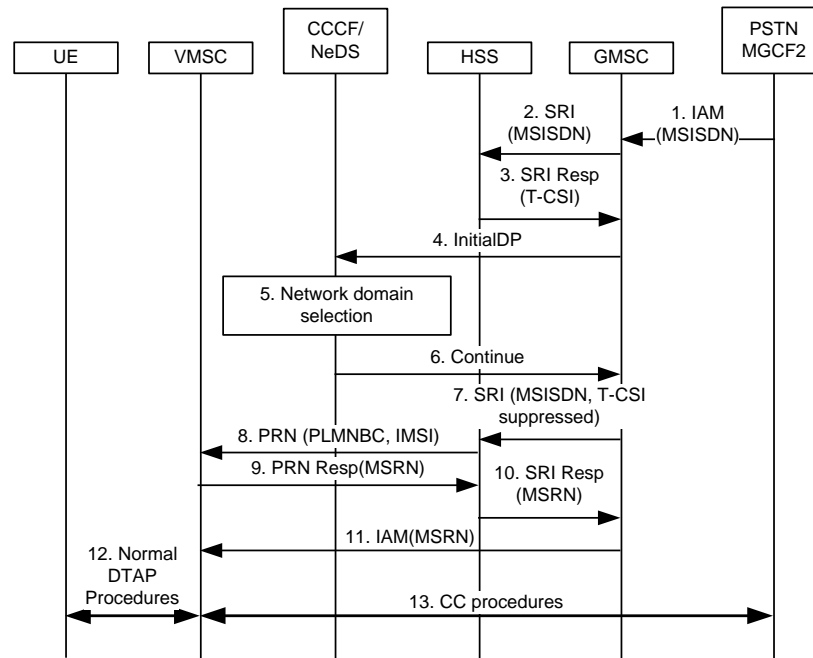 UE
VMSC
CCCF/
NeDS
HSS
GMSC
PSTN
MGCF2
1. IAM
(MSISDN)
2. SRI
(MSISDN)
3. SRI Resp
(T-CSI)
4. InitialDP
5. Network domain
selection
6. Continue
7. SRI (MSISDN, T-CSI
suppressed)
8. PRN (PLMNBC, IMSI)
9. PRN Resp(MSRN)
10. SRI Resp
(MSRN)
11. IAM(MSRN)
12. Normal
DTAP
Procedures
13. CC procedures